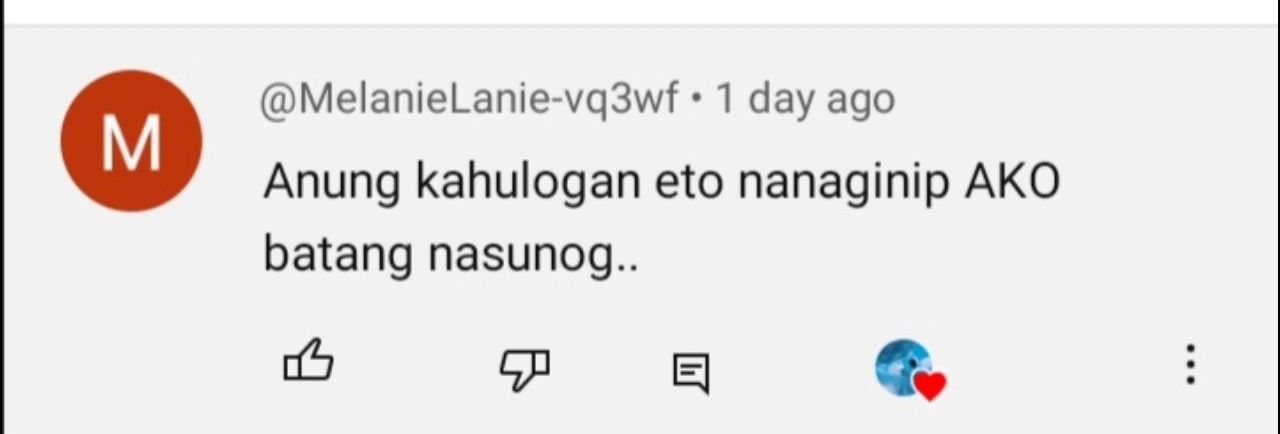 M
@MelanieLanie-vq3wf • 1 day ago
Anung kahulogan eto nanaginip AKO
batang nasunog..